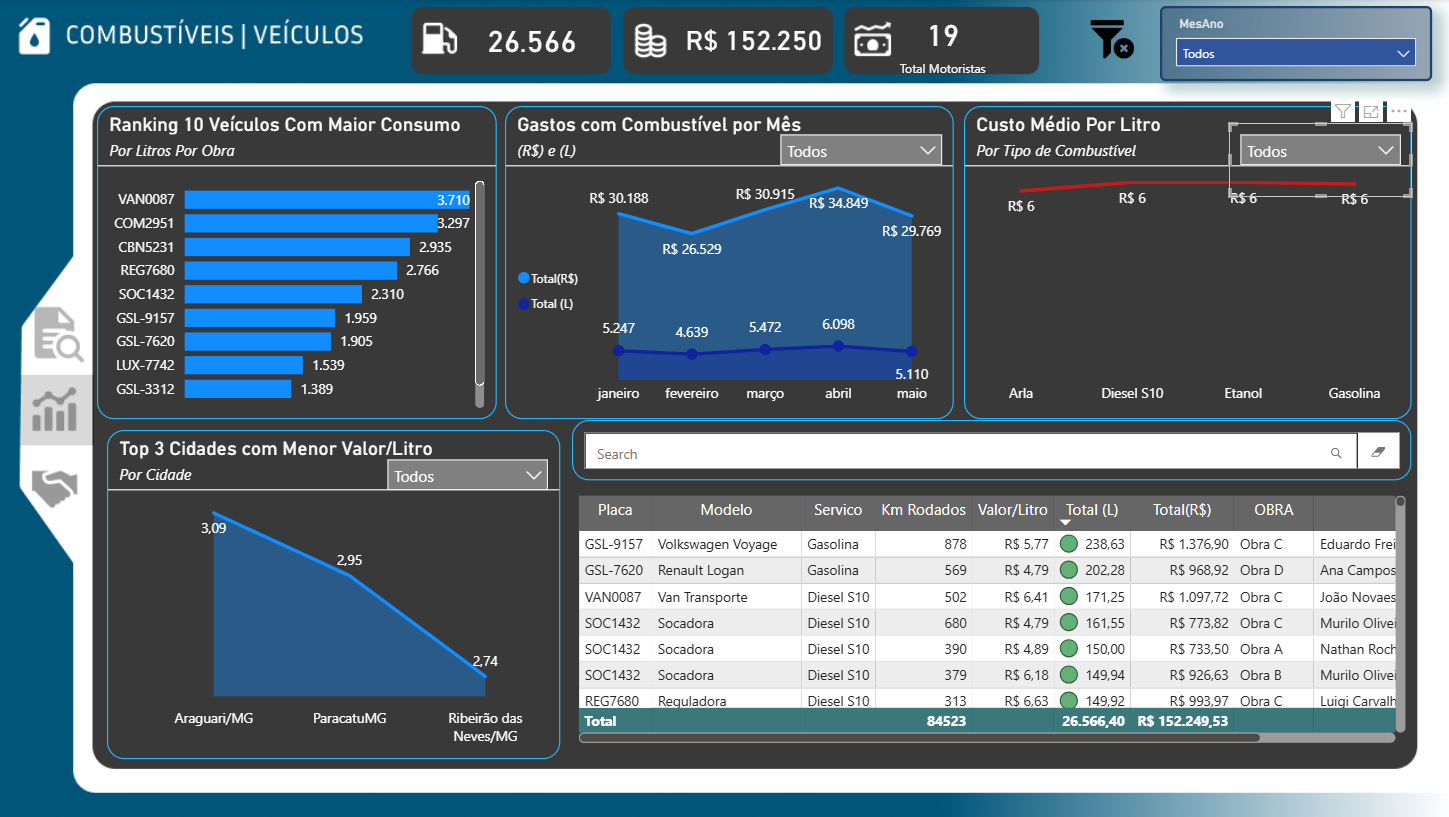 COMBUSTÍVEIS | VEÍCULOS
26.566
R$ 152.250
19
Total Motoristas
MesAno
Todos
Ranking 10 Veículos Com Maior Consumo
Por Litros Por Obra
VAN0087 3.710
COM2951 3.297
CBN5231 2.935
REG7680 2.766
SOC1432 2.310
GSL-9157 1.959
GSL-7620 1.905
LUX-7742 1.539
GSL-3312 1.389
Gastos com Combustível por Mês
(R$) e (L)
Todos
R$ 30.188
R$ 26.529
R$ 30.915
R$ 34.849
R$ 29.769
Total(R$)
Total (L)
5.247
4.639
5.472
6.098
5.110
janeiro fevereiro março abril maio
Custo Médio Por Litro
Por Tipo de Combustível
Todos
R$ 6 R$ 6 R$ 6 R$ 6
Arla Diesel S10 Etanol Gasolina
Top 3 Cidades com Menor Valor/Litro
Por Cidade
Todos
3,09
2,95
2,74
Araguari/MG ParacatuMG Ribeirão das
Neves/MG
Search
Placa Modelo Servico Km Rodados Valor/Litro Total (L) Total(R$) OBRA
GSL-9157 Volkswagen Voyage Gasolina 878 R$ 5,77 238,63 R$ 1.376,90 Obra C Eduardo Frei
GSL-7620 Renault Logan Gasolina 569 R$ 4,79 202,28 R$ 968,92 Obra D Ana Campos
VAN0087 Van Transporte Diesel S10 502 R$ 6,41 171,25 R$ 1.097,72 Obra C João Novaes
SOC1432 Socadora Diesel S10 680 R$ 4,79 161,55 R$ 773,82 Obra C Murilo Olivei
SOC1432 Socadora Diesel S10 390 R$ 4,89 150,00 R$ 733,50 Obra A Nathan Roch
SOC1432 Socadora Diesel S10 379 R$ 6,18 149,94 R$ 926,63 Obra B Murilo Olivei
REG7680 Reguladora Diesel S10 313 R$ 6,63 149,92 R$ 993,97 Obra C Luigi Carvalh
Total 84523 26.566,40 R$ 152.249,53